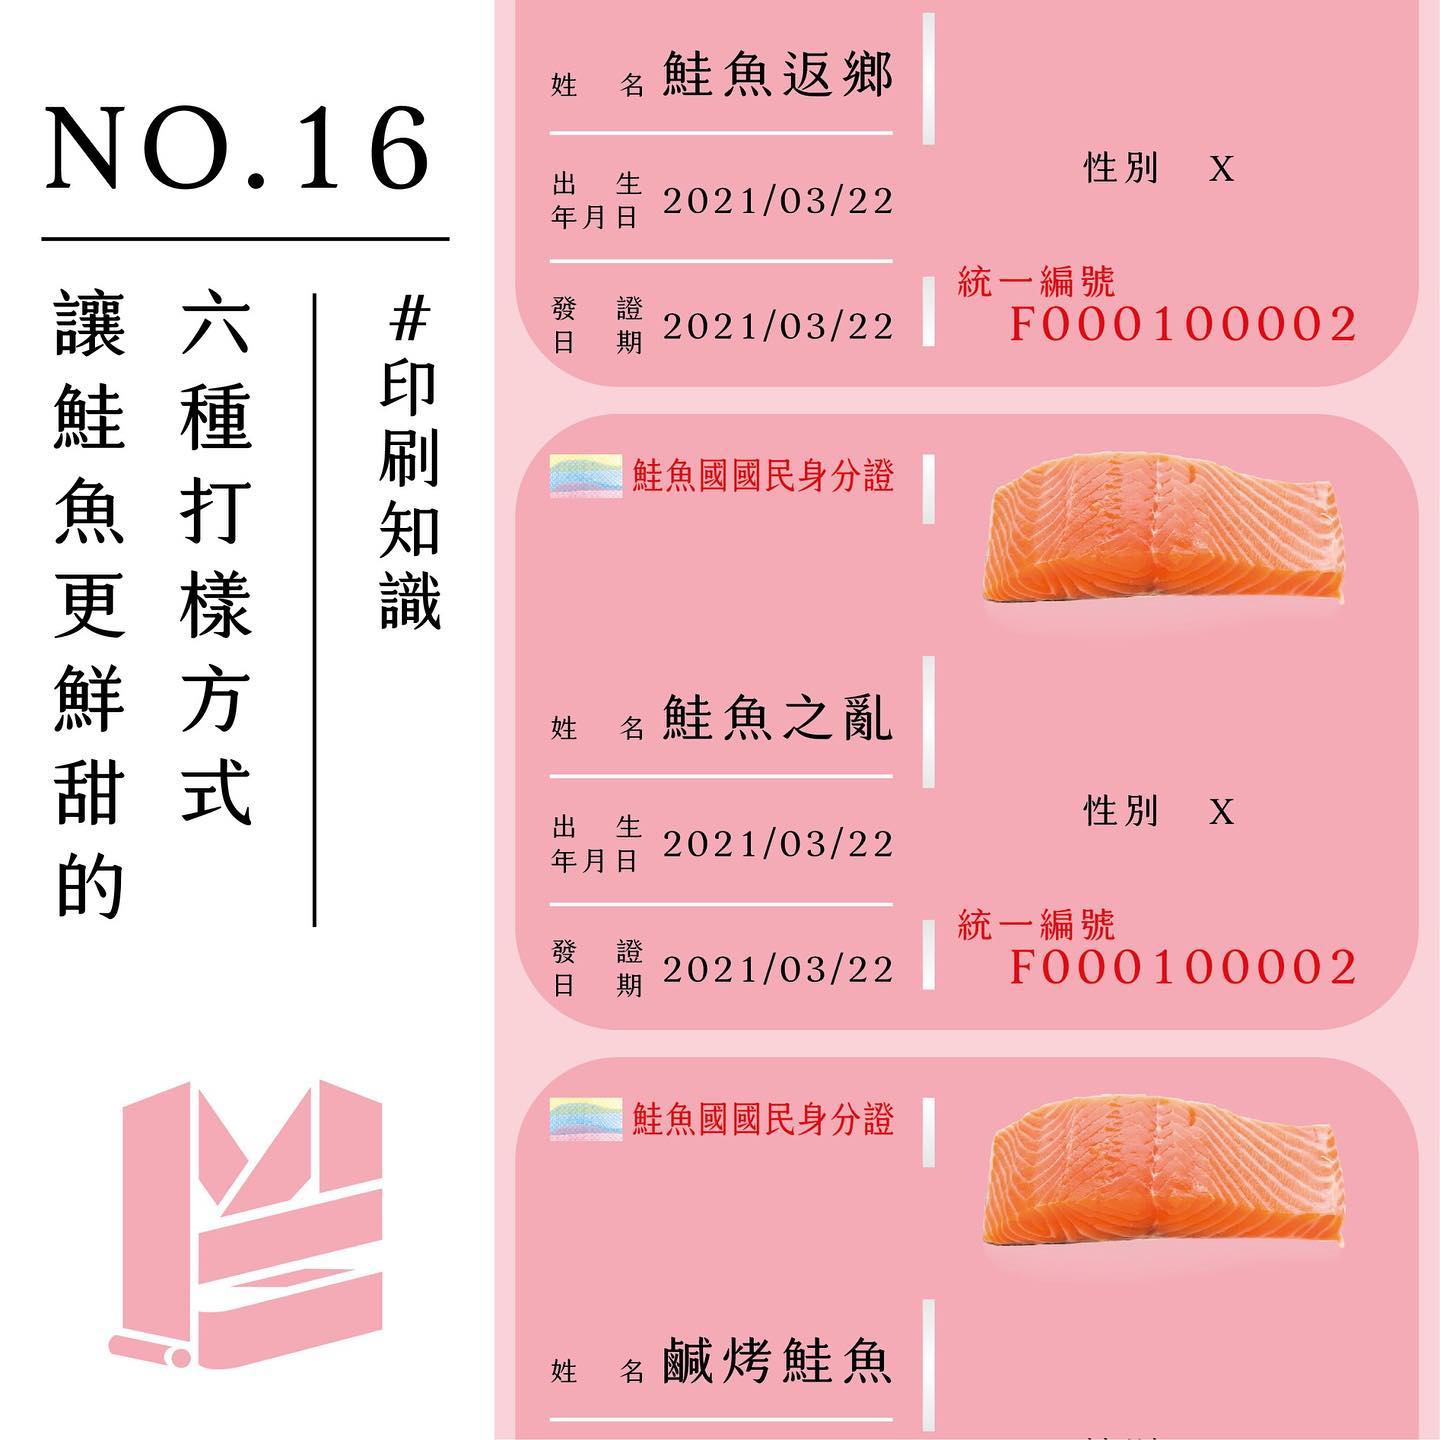 NO.16
#印刷知識
六種打樣方式
讓鮭魚更鮮甜的
姓名 鮭魚返鄉
出生年月日 2021/03/22
發證日期 2021/03/22
性別 X
統一編號
F000100002
鮭魚國國民身分證
姓名 鮭魚之亂
出生年月日 2021/03/22
發證日期 2021/03/22
性別 X
統一編號
F000100002
鮭魚國國民身分證
姓名 鹹烤鮭魚